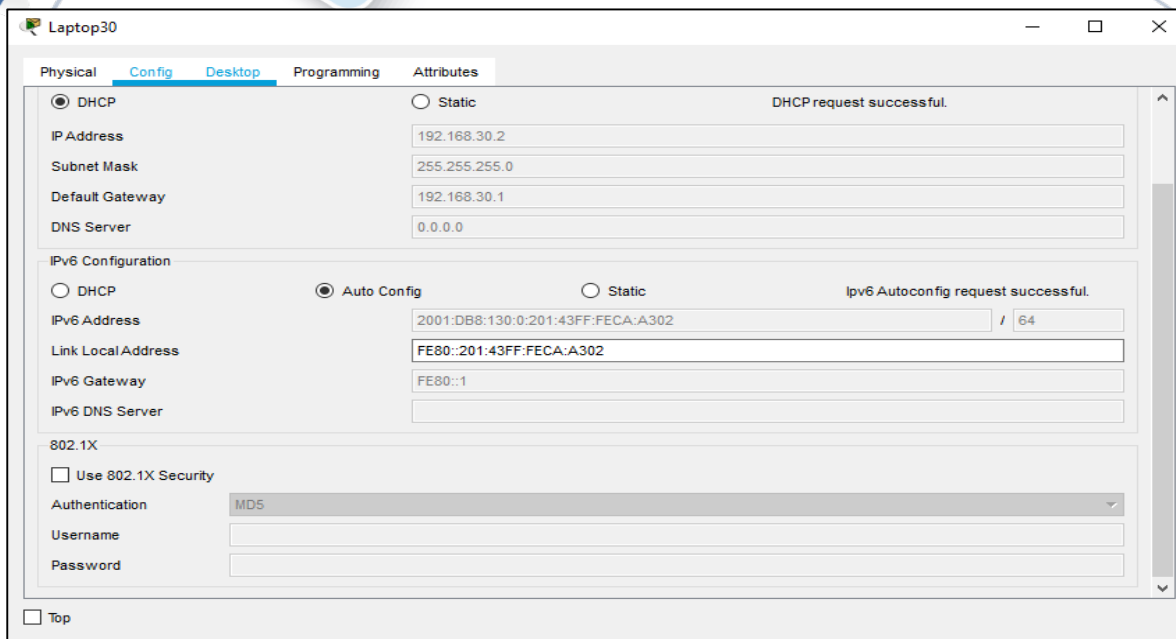 Laptop30
Physical Config Desktop Programming Attributes
DHCP Static DHCP request successful.
IP Address 192.168.30.2
Subnet Mask 255.255.255.0
Default Gateway 192.168.30.1
DNS Server 0.0.0.0
IPv6 Configuration
DHCP Auto Config Static Ipv6 Autoconfig request successful.
IPv6 Address 2001:DB8:130:0:201:43FF:FECA:A302 / 64
Link Local Address FE80::201:43FF:FECA:A302
IPv6 Gateway FE80::1
IPv6 DNS Server
802.1X
Use 802.1X Security
Authentication MD5
Username
Password
Top